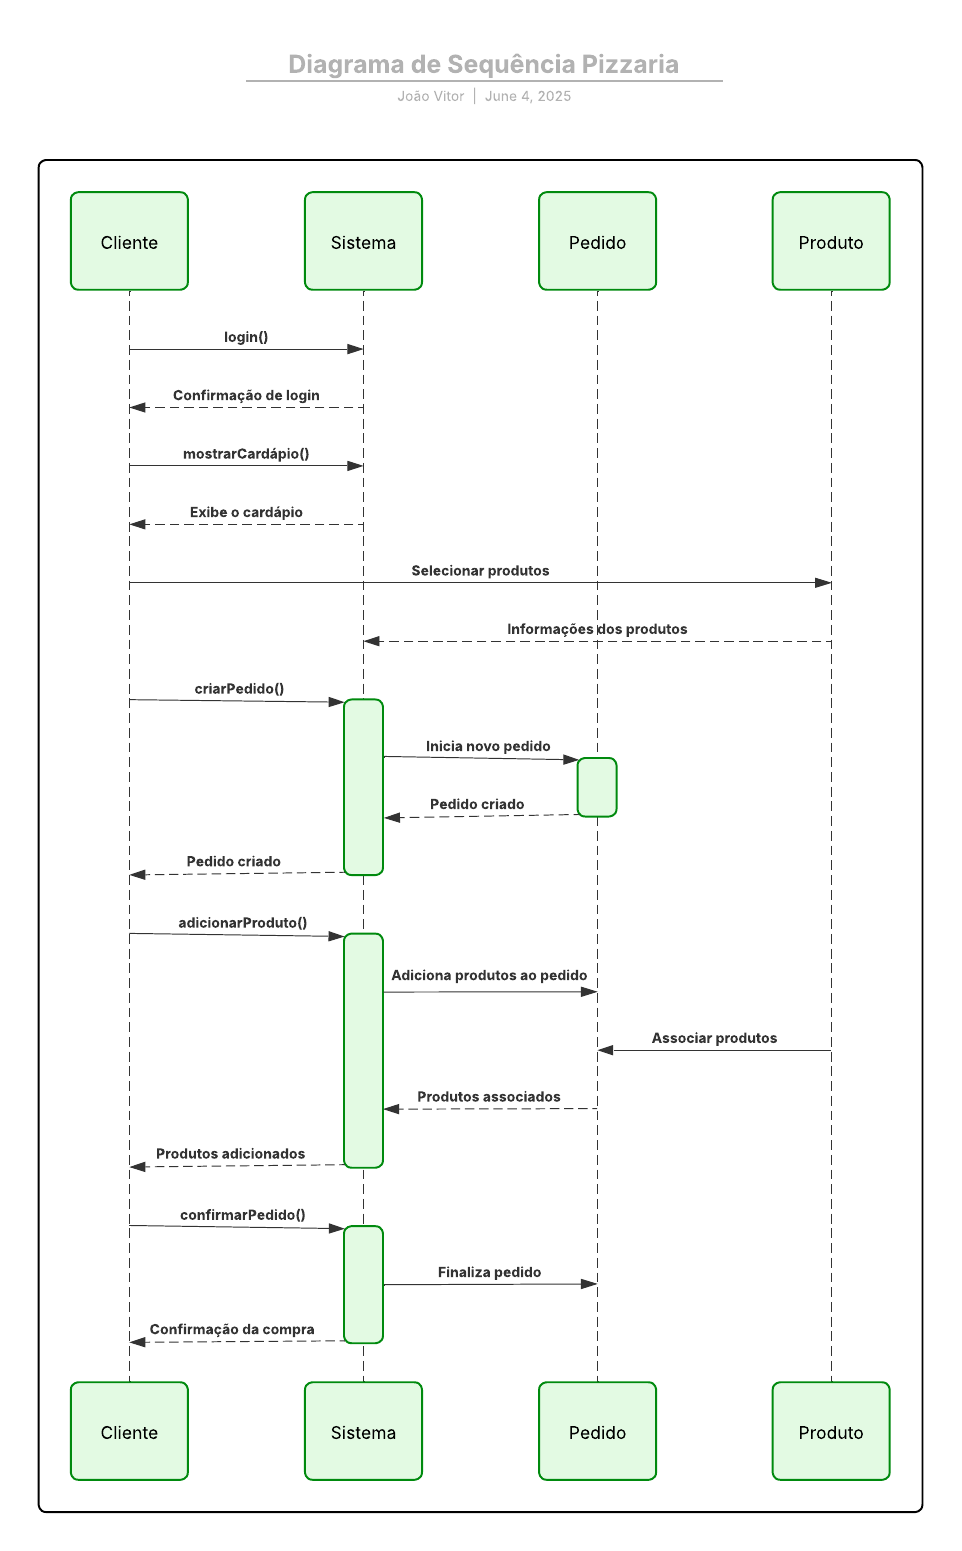 Diagrama de Sequência Pizzaria
João Vitor | June 4, 2025
Cliente
Sistema
Pedido
Produto
login()
Confirmação de login
mostrarCardápio()
Exibe o cardápio
Selecionar produtos
Informações dos produtos
criarPedido()
Inicia novo pedido
Pedido criado
Pedido criado
adicionarProduto()
Adiciona produtos ao pedido
Associar produtos
Produtos associados
Produtos adicionados
confirmarPedido()
Finaliza pedido
Confirmação da compra
Cliente
Sistema
Pedido
Produto